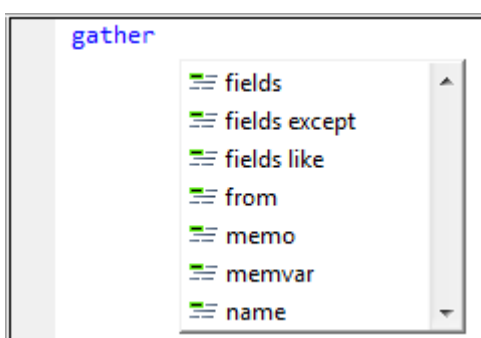 gather
fields
fields except
fields like
from
memo
memvar
name